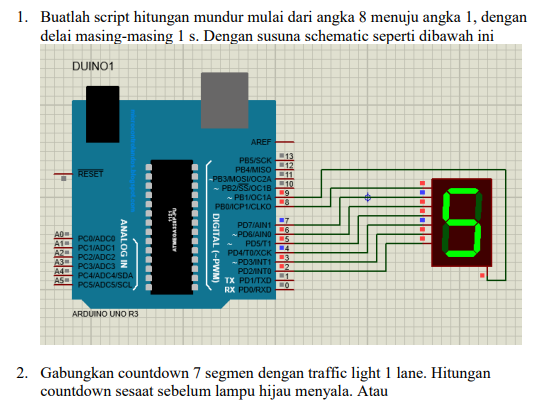 1. Buatlah script hitungan mundur mulai dari angka 8 menuju angka 1, dengan
delai masing-masing 1 s. Dengan susuna schematic seperti dibawah ini
DUINO1
AREF
13
PB5/SCK
12
PB4/MISO
11
RESET
~PB3/MOSI/OC2A
10
~ PB2/SS/OC1B
9
~ PB1/OC1A
8
PB0/ICP1/CLKO
ANALOG IN
DIGITAL (~PWM)
7
PD7/AIN1
6
~ PD6/AIN0
5
~ PD5/T1
4
PD4/T0/XCK
3
~ PD3/INT1
2
PD2/INT0
1
TX PD1/TXD
0
RX PD0/RXD
A0
PC0/ADC0
A1
PC1/ADC1
A2
PC2/ADC2
A3
PC3/ADC3
A4
PC4/ADC4/SDA
A5
PC5/ADC5/SCL
ARDUINO UNO R3
2. Gabungkan countdown 7 segmen dengan traffic light 1 lane. Hitungan
countdown sesaat sebelum lampu hijau menyala. Atau